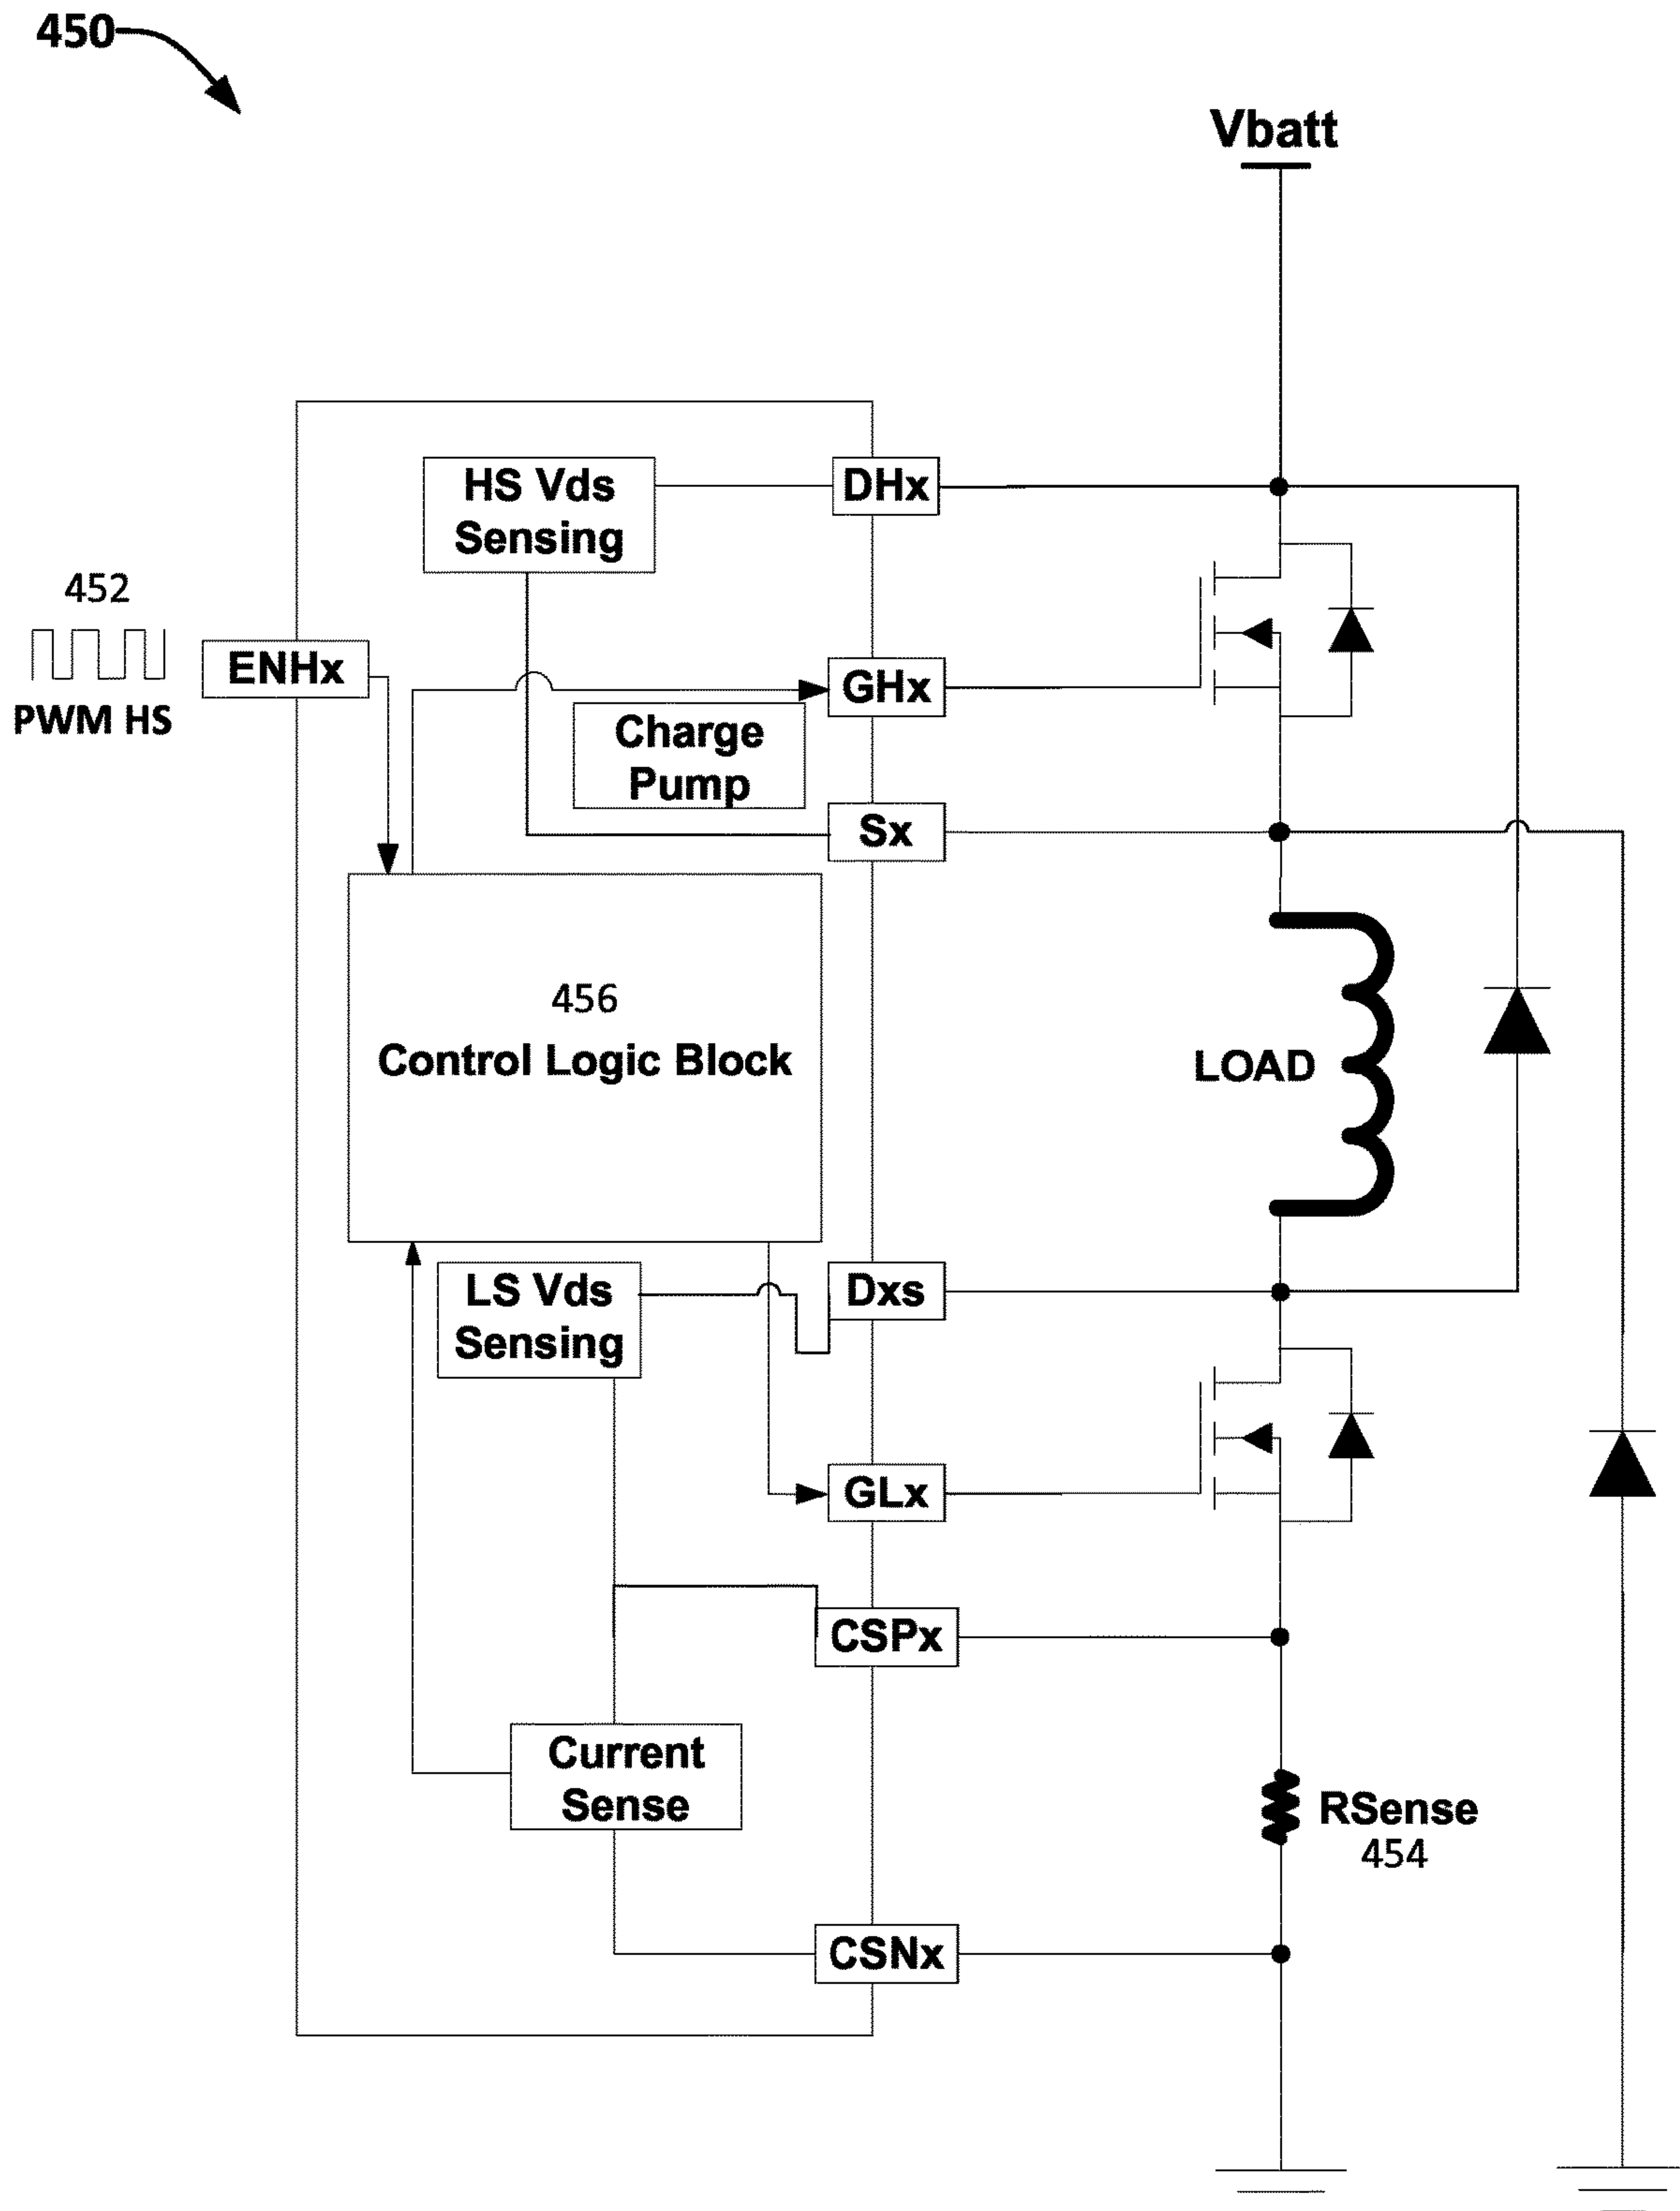 450
Vbatt
HS Vds
Sensing
DHx
452
PWM HS
ENHx
GHx
Charge
Pump
Sx
456
Control Logic Block
LOAD
LS Vds
Sensing
Dxs
GLx
CSPx
Current
Sense
RSense
454
CSNx